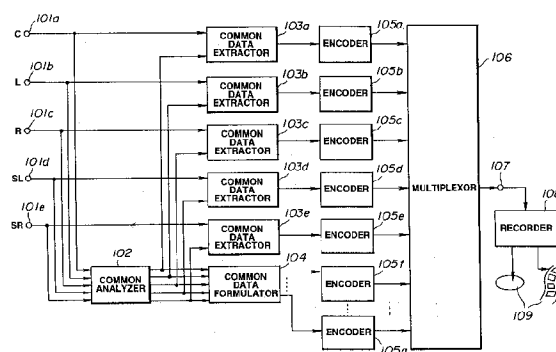 101a
C
103a
COMMON DATA EXTRACTOR
105a
ENCODER
106
101b
L
103b
COMMON DATA EXTRACTOR
105b
ENCODER
101c
R
103c
COMMON DATA EXTRACTOR
105c
ENCODER
101d
SL
103d
COMMON DATA EXTRACTOR
105d
ENCODER
MULTIPLEXOR
107
101e
SR
103e
COMMON DATA EXTRACTOR
105e
ENCODER
RECORDER
102
COMMON ANALYZER
104
COMMON DATA FORMULATOR
105f
ENCODER
109
ENCODER